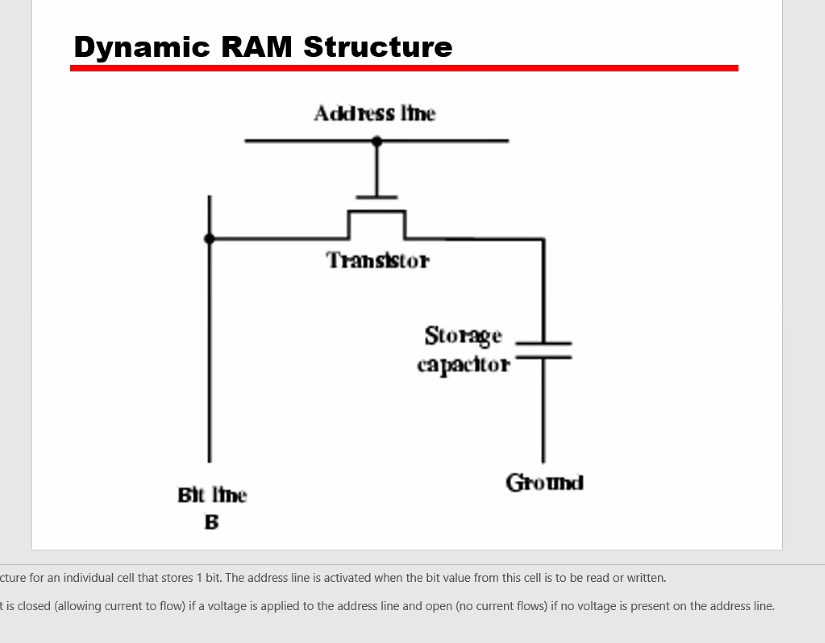 Dynamic RAM Structure
Address line
Transistor
Storage
capacitor
Ground
Bit line
B
cture for an individual cell that stores 1 bit. The address line is activated when the bit value from this cell is to be read or written.
t is closed (allowing current to flow) if a voltage is applied to the address line and open (no current flows) if no voltage is present on the address line.